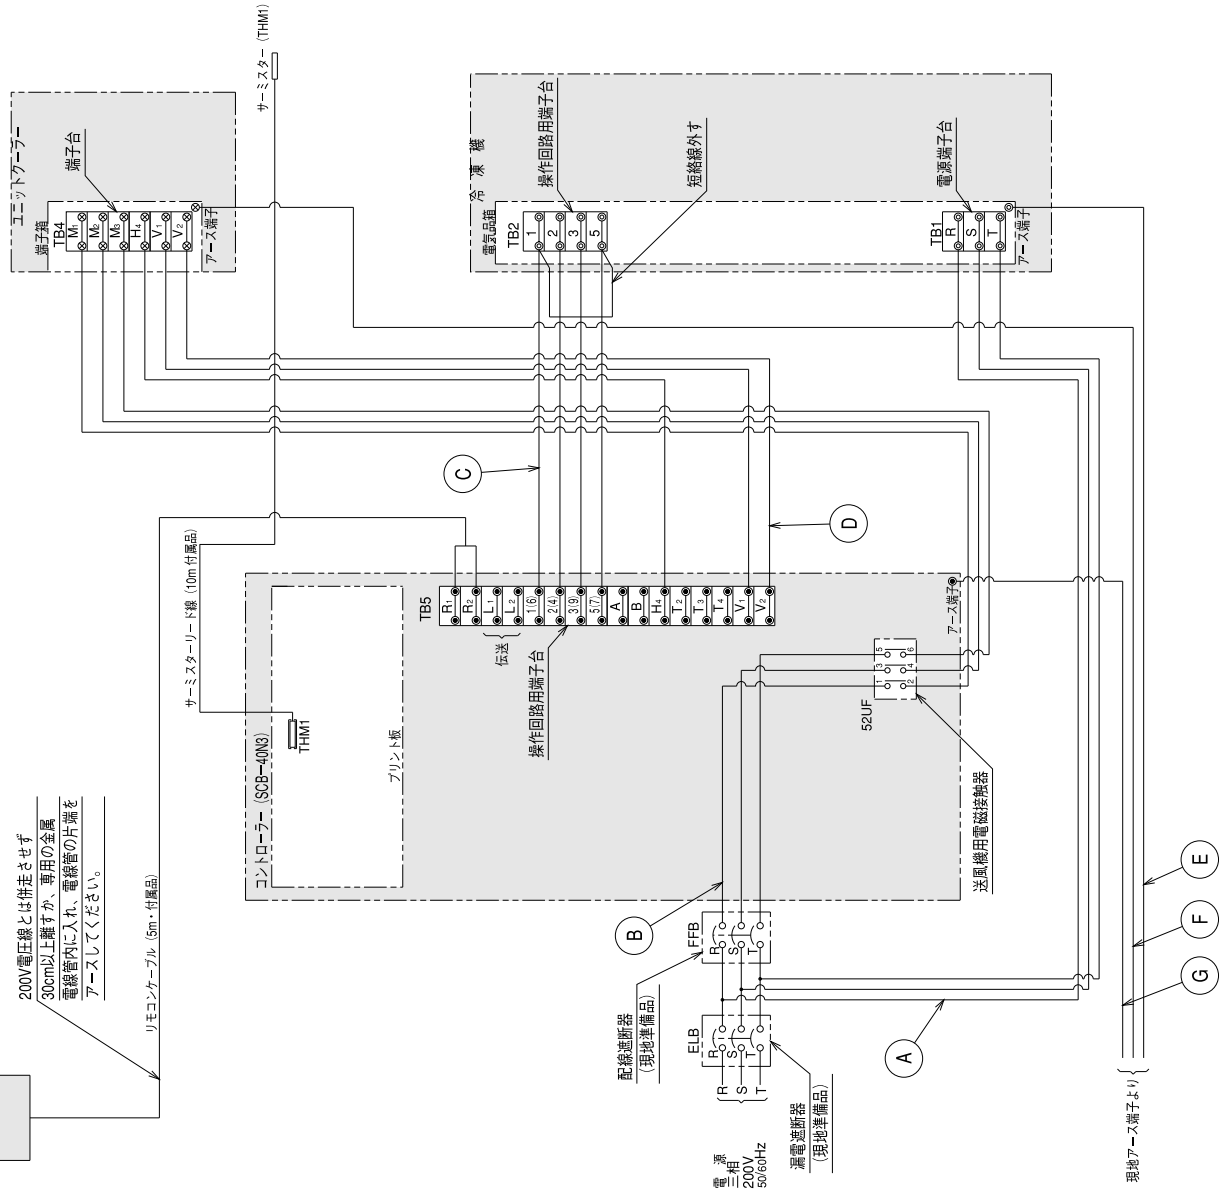 200V電圧線とは併走させず
30cm以上離すか、専用の金属
電線管内に入れ、電線管の片端を
アースしてください。
リモコンケーブル（5m・付属品）
サーミスターリード線（10m 付属品）
サーミスター（THM1）
ユニットクーラー
端子箱
TB4
端子台
M1
M2
M3
H4
V1
V2
アース端子
冷凍機
電気品箱
TB2
操作回路用端子台
1
2
3
5
短絡線外す
TB1
電源端子台
R
S
T
アース端子
コントローラー（SCB−40N3）
THM1
プリント板
TB5
R1
R2
L1
L2
1(6)
2(4)
3(9)
5(7)
A
B
H4
T2
T3
T4
V1
V2
伝送
操作回路用端子台
アース端子
52UF
1
3
5
2
4
6
送風機用電磁接触器
C
D
B
A
FFB
R
S
T
配線遮断器
（現地準備品）
ELB
R
S
T
漏電遮断器
（現地準備品）
R
S
T
電源
三相
200V
50/60Hz
E
F
G
現地アース端子より